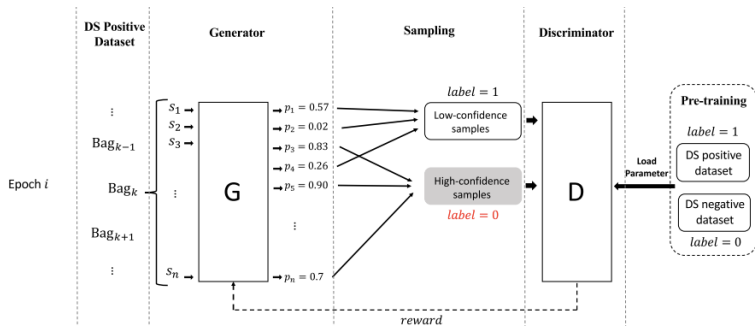 DS Positive
Dataset
Generator
Sampling
Discriminator
Pre-training
Epoch i
⋮
Bag_{k-1}
Bag_k
Bag_{k+1}
⋮
s_1
s_2
s_3
⋮
s_n
G
p_1 = 0.57
p_2 = 0.02
p_3 = 0.83
p_4 = 0.26
p_5 = 0.90
⋮
p_n = 0.7
label = 1
Low-confidence
samples
High-confidence
samples
label = 0
D
Load
Parameter
label = 1
DS positive
dataset
DS negative
dataset
label = 0
reward